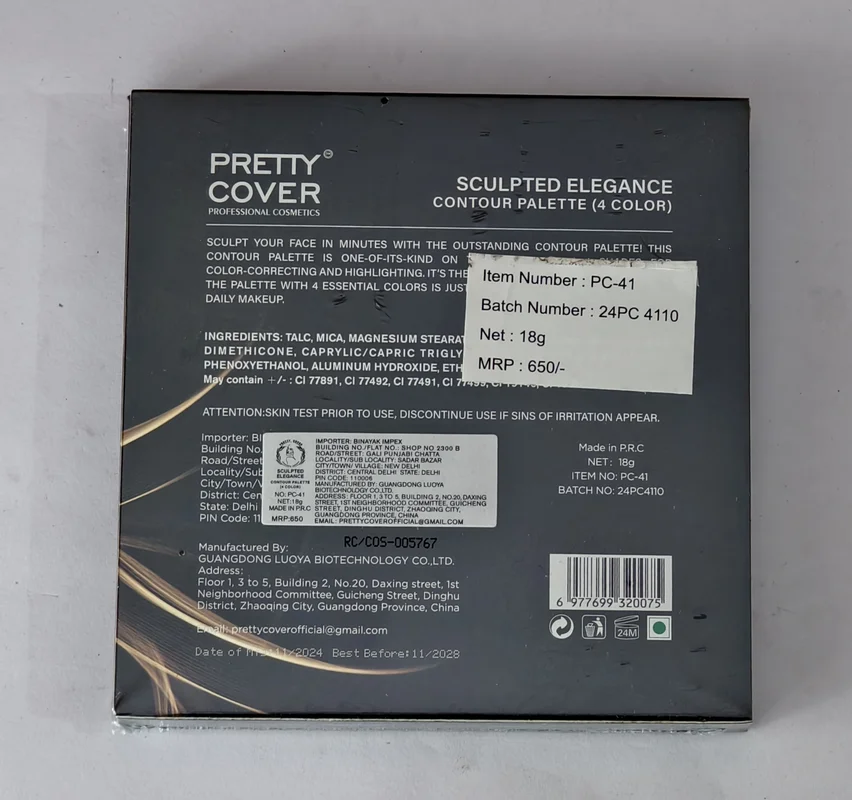 PRETTY
COVER
PROFESSIONAL COSMETICS
SCULPTED ELEGANCE
CONTOUR PALETTE (4 COLOR)
SCULPT YOUR FACE IN MINUTES WITH THE OUTSTANDING CONTOUR PALETTE! THIS
CONTOUR PALETTE IS ONE-OF-ITS-KIND ON
COLOR-CORRECTING AND HIGHLIGHTING. IT'S THE
THE PALETTE WITH 4 ESSENTIAL COLORS IS JUST
DAILY MAKEUP.
Item Number : PC-41
Batch Number : 24PC 4110
Net : 18g
MRP : 650/-
INGREDIENTS: TALC, MICA, MAGNESIUM
DIMETHICONE, CAPRYLIC/CAPRIC
PHENOXYETHANOL, ALUMINUM HYDROXIDE,
May contain +/- : CI 77891, CI 77492, CI 77491, CI
ATTENTION:SKIN TEST PRIOR TO USE, DISCONTINUE USE IF SINS OF IRRITATION APPEAR.
Importer:
Building No.
Road/Street
Locality/Sub
City/Town/
District:
State: Delhi
PIN Code:
PRETTY COVER
SCULPTED
ELEGANCE
CONTOUR PALETTE
(4 COLOR)
NO.:PC-41
NET:18g
MADE IN P.R.C
MRP:650
IMPORTER: BINAYAK IMPEX
BUILDING NO./FLAT NO.: SHOP NO 2300 B
ROAD/STREET: GALI PUNJABI CHATTA
LOCALITY/SUB LOCALITY: SADAR BAZAR
CITY/TOWN/ VILLAGE: NEW DELHI
DISTRICT: CENTRAL DELHI STATE: DELHI
PIN CODE: 110006
MANUFACTURED BY: GUANGDONG LUOYA
BIOTECHNOLOGY CO.LTD.
ADDRESS: FLOOR 1,3 TO 5, BUILDING 2, NO.20, DAXING
STREET, 1ST NEIGHBORHOOD COMMITTEE, GUICHENG
STREET, DINGHU DISTRICT, ZHAOQING CITY,
GUANGDONG PROVINCE, CHINA
EMAIL: PRETTYCOVEROFFICIAL@GMAIL.COM
Made in P.R.C
NET: 18g
ITEM NO: PC-41
BATCH NO: 24PC4110
RC/COS-005767
Manufactured By:
GUANGDONG LUOYA BIOTECHNOLOGY CO.,LTD.
Address:
Floor 1, 3 to 5, Building 2, No.20, Daxing street, 1st
Neighborhood Committee, Guicheng Street, Dinghu
District, Zhaoqing City, Guangdong Province, China
Email: prettycoverofficial@gmail.com
Date of Mfg:11/2024 Best Before:11/2028
6 977699 320075
24M